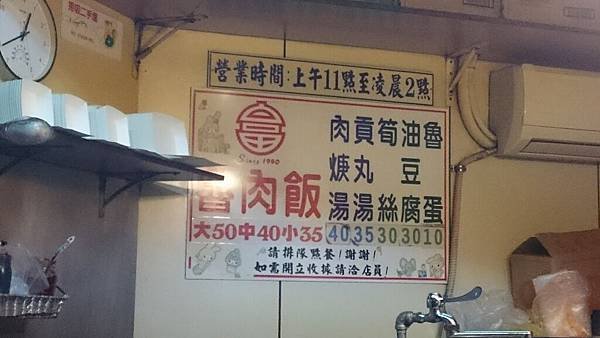 營業時間:上午11點至凌晨2點
Since 1990
魯肉飯
大50中40小35
肉羹湯 40
貢丸湯 35
筍絲 30
油豆腐 30
魯蛋 10
請排隊點餐!謝謝!
如需開立收據請洽店員!